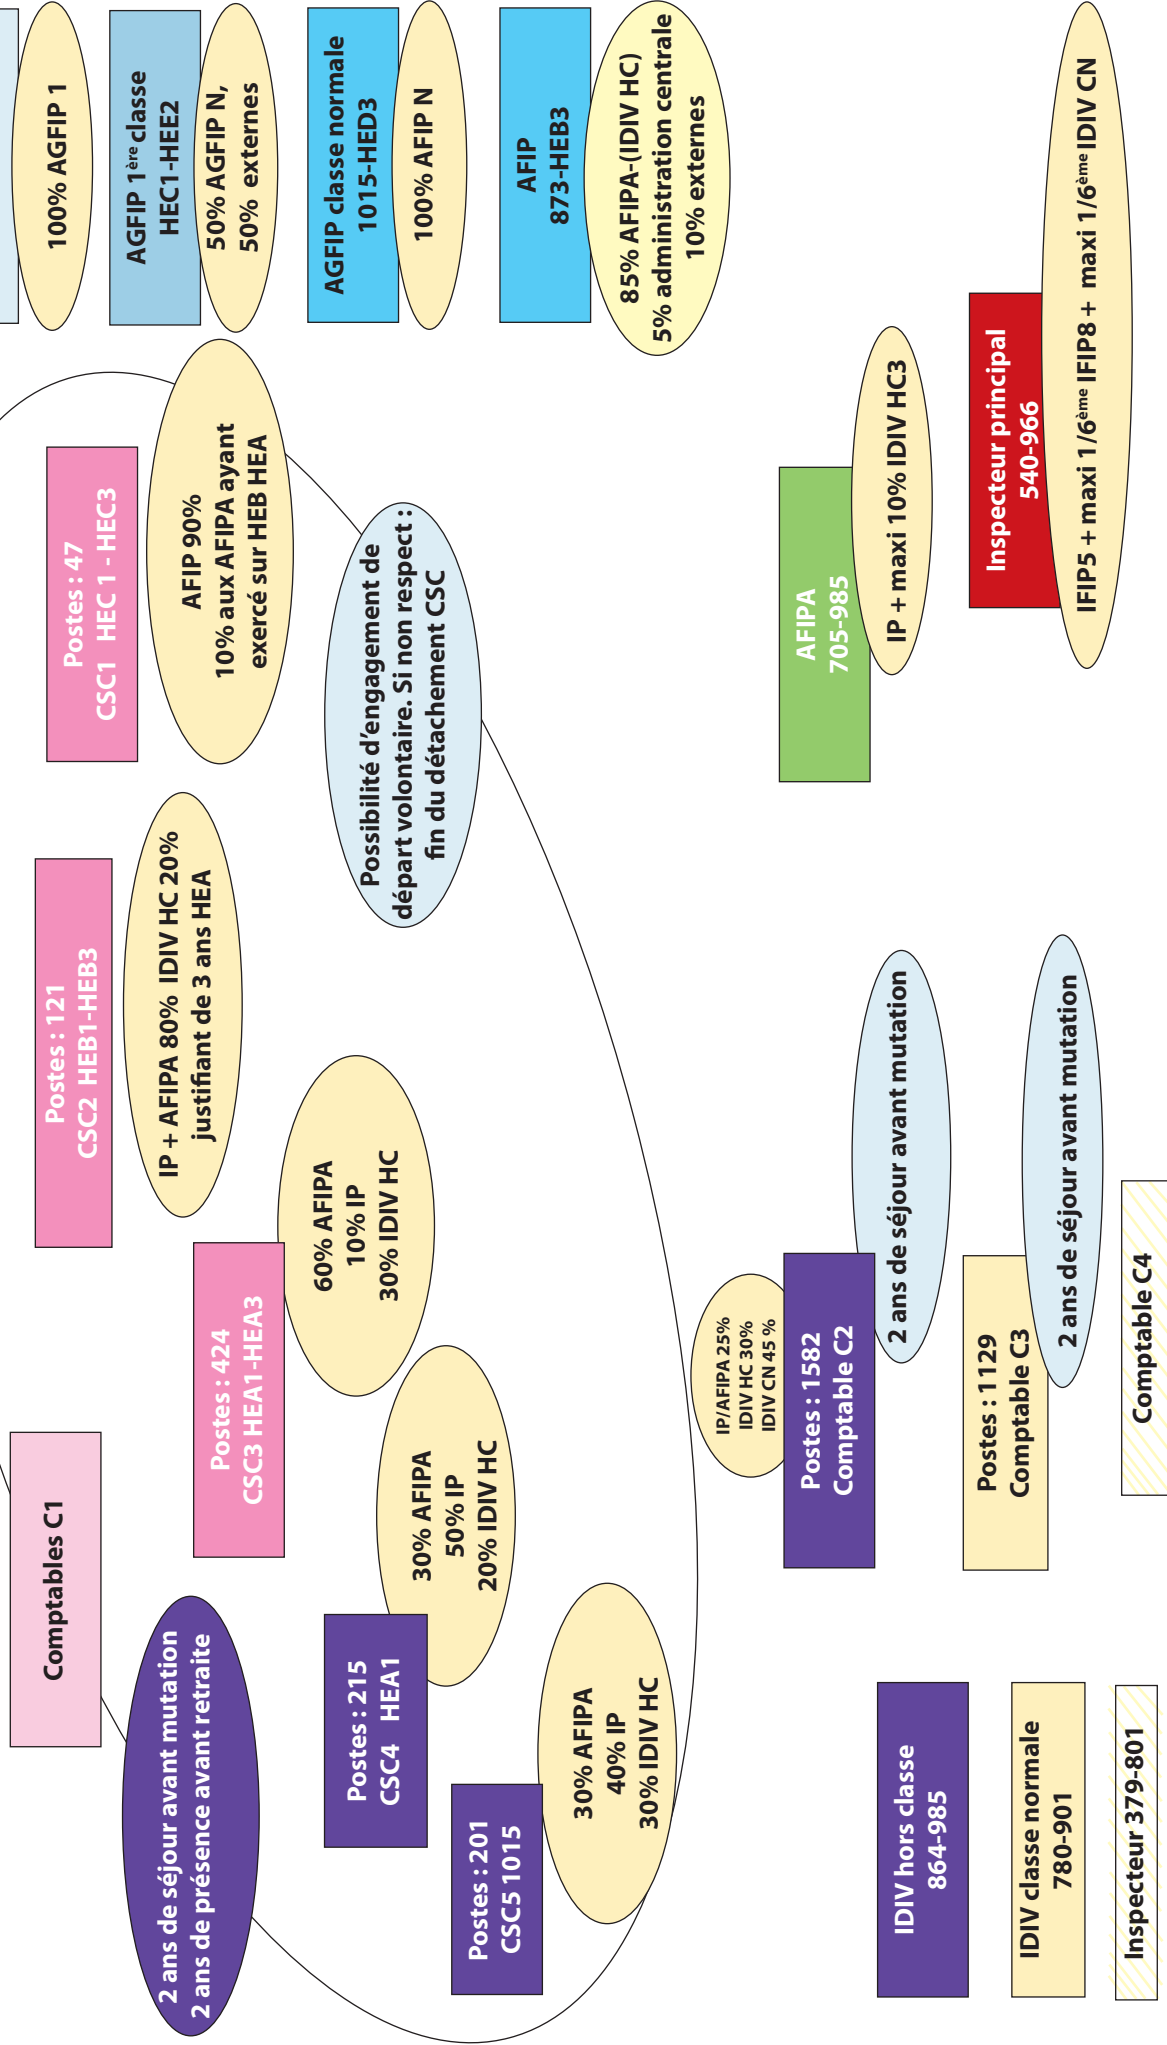 100% AGFIP 1
AGFIP 1ère classe
HEC1-HEE2
50% AGFIP N,
50% externes
AGFIP classe normale
1015-HED3
100% AFIP N
AFIP
873-HEB3
85% AFIPA-(IDIV HC)
5% administration centrale
10% externes
Postes : 47
CSC1 HEC 1 - HEC3
AFIP 90%
10% aux AFIPA ayant
exercé sur HEB HEA
Possibilité d’engagement de
départ volontaire. Si non respect :
fin du détachement CSC
Postes : 121
CSC2 HEB1-HEB3
IP + AFIPA 80% IDIV HC 20%
justifiant de 3 ans HEA
Postes : 424
CSC3 HEA1-HEA3
60% AFIPA
10% IP
30% IDIV HC
Comptables C1
2 ans de séjour avant mutation
2 ans de présence avant retraite
Postes : 215
CSC4 HEA1
30% AFIPA
50% IP
20% IDIV HC
Postes : 201
CSC5 1015
30% AFIPA
40% IP
30% IDIV HC
AFIPA
705-985
IP + maxi 10% IDIV HC3
Inspecteur principal
540-966
IFIP5 + maxi 1/6ème IFIP8 + maxi 1/6ème IDIV CN
IP/AFIPA 25%
IDIV HC 30%
IDIV CN 45 %
Postes : 1582
Comptable C2
2 ans de séjour avant mutation
Postes : 1129
Comptable C3
2 ans de séjour avant mutation
Comptable C4
IDIV hors classe
864-985
IDIV classe normale
780-901
Inspecteur 379-801